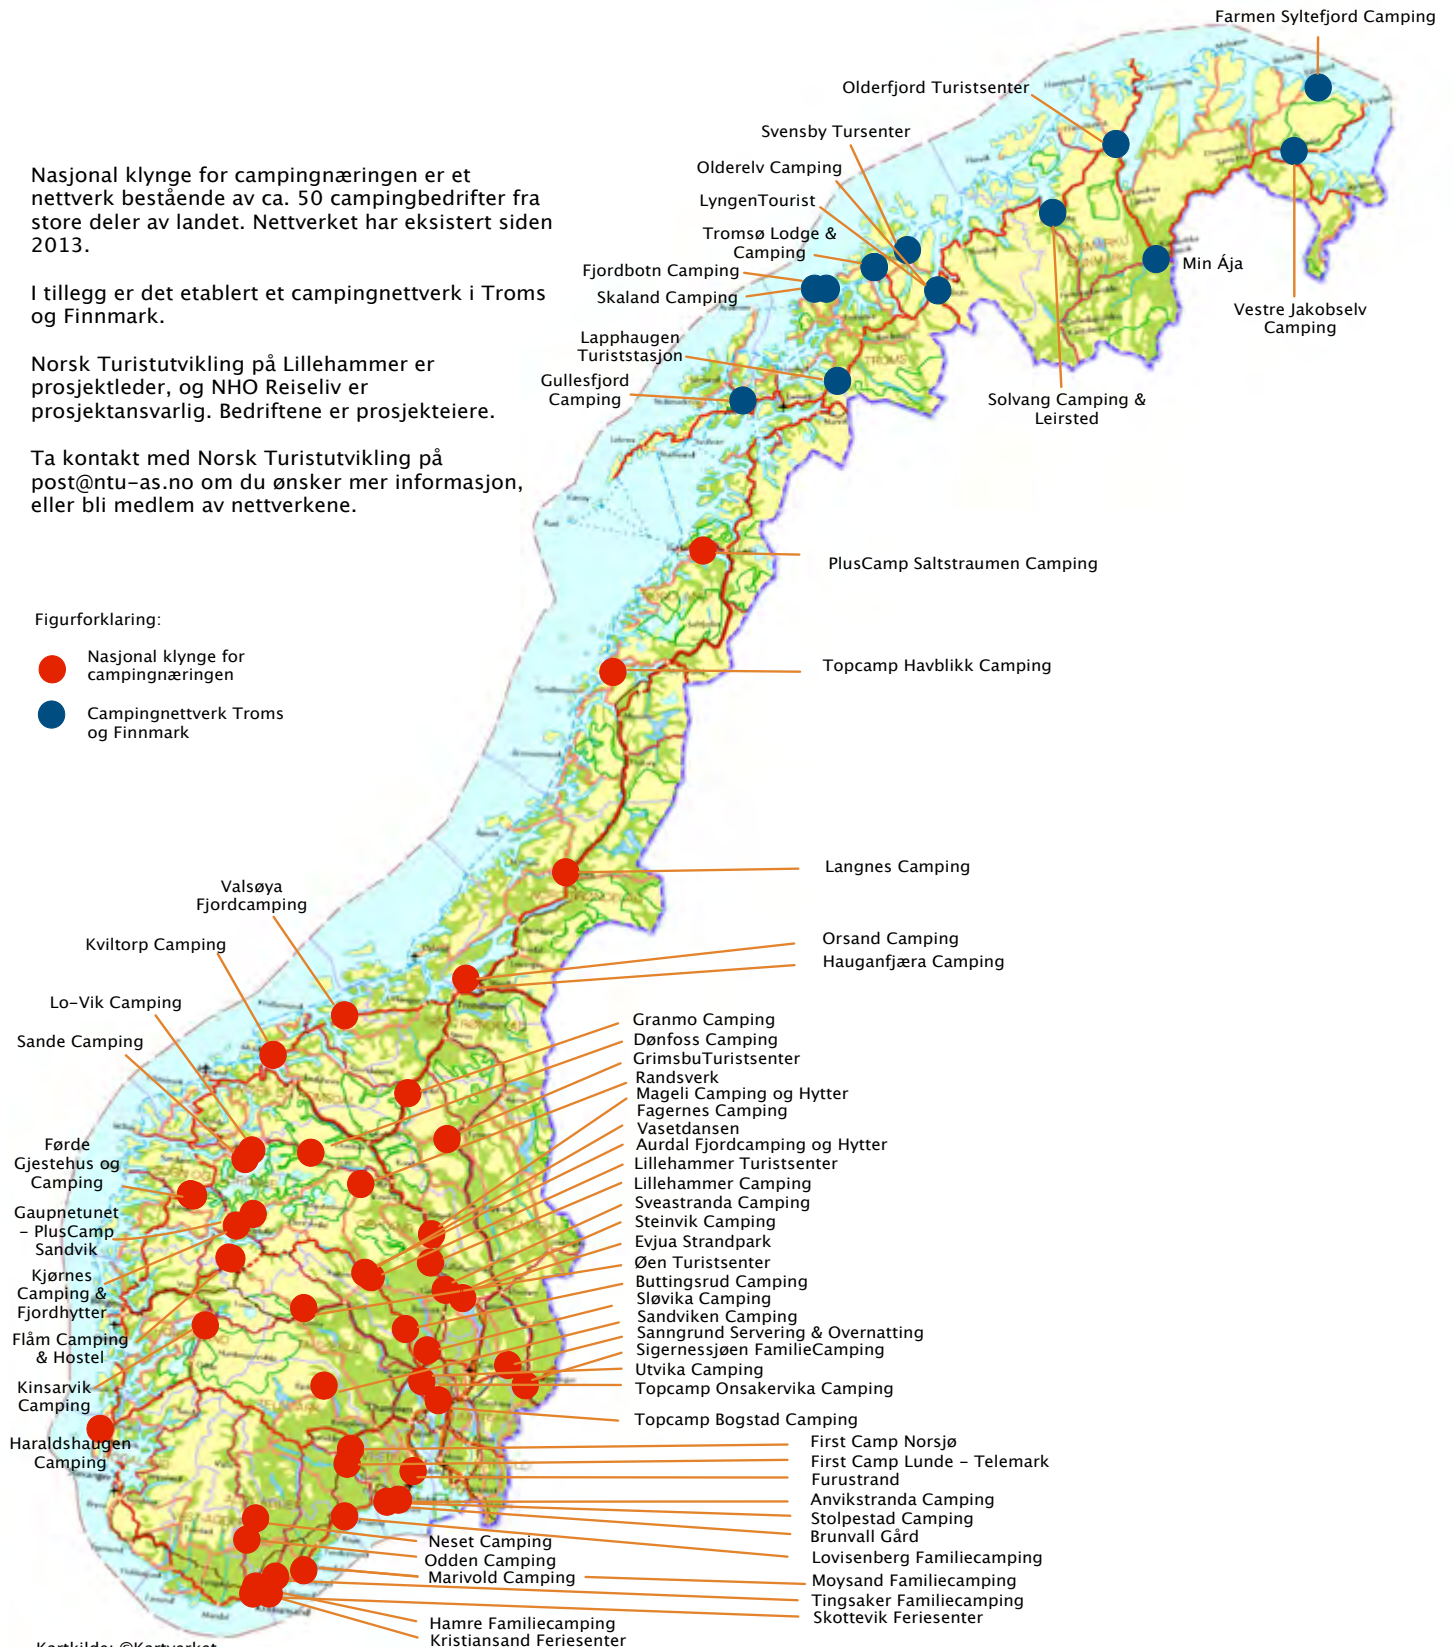 Farmen Syltefjord Camping
Olderfjord Turistsenter
Svensby Tursenter
Olderelv Camping
LyngenTourist
Tromsø Lodge &
Camping
Fjordbotn Camping
Skaland Camping
Min Ája
Vestre Jakobselv
Camping
Lapphaugen
Turiststasjon
Gullesfjord
Camping
Solvang Camping &
Leirsted
Nasjonal klynge for campingnæringen er et
nettverk bestående av ca. 50 campingbedrifter fra
store deler av landet. Nettverket har eksistert siden
2013.
I tillegg er det etablert et campingnettverk i Troms
og Finnmark.
Norsk Turistutvikling på Lillehammer er
prosjektleder, og NHO Reiseliv er
prosjektansvarlig. Bedriftene er prosjekteiere.
Ta kontakt med Norsk Turistutvikling på
post@ntu-as.no om du ønsker mer informasjon,
eller bli medlem av nettverkene.
PlusCamp Saltstraumen Camping
Figurforklaring:
Nasjonal klynge for
campingnæringen
Campingnettverk Troms
og Finnmark
Topcamp Havblikk Camping
Langnes Camping
Valsøya
Fjordcamping
Kviltorp Camping
Lo-Vik Camping
Sande Camping
Orsand Camping
Hauganfjæra Camping
Granmo Camping
Dønfoss Camping
GrimsbuTuristsenter
Randsverk
Mageli Camping og Hytter
Fagernes Camping
Vasetdansen
Aurdal Fjordcamping og Hytter
Lillehammer Turistsenter
Lillehammer Camping
Sveastranda Camping
Steinvik Camping
Evjua Strandpark
Øen Turistsenter
Buttingsrud Camping
Sløvika Camping
Sandviken Camping
Sanngrund Servering & Overnatting
Sigernessjøen FamilieCamping
Utvika Camping
Topcamp Onsakervika Camping
Topcamp Bogstad Camping
Førde
Gjestehus og
Camping
Gaupnetunet
- PlusCamp
Sandvik
Kjørnes
Camping &
Fjordhytter
Flåm Camping
& Hostel
Kinsarvik
Camping
Haraldshaugen
Camping
First Camp Norsjø
First Camp Lunde - Telemark
Furustrand
Anvikstranda Camping
Stolpestad Camping
Brunvall Gård
Lovisenberg Familiecamping
Moysand Familiecamping
Tingsaker Familiecamping
Skottevik Feriesenter
Neset Camping
Odden Camping
Marivold Camping
Hamre Familiecamping
Kristiansand Feriesenter
Kartkilde: ©Kartverket